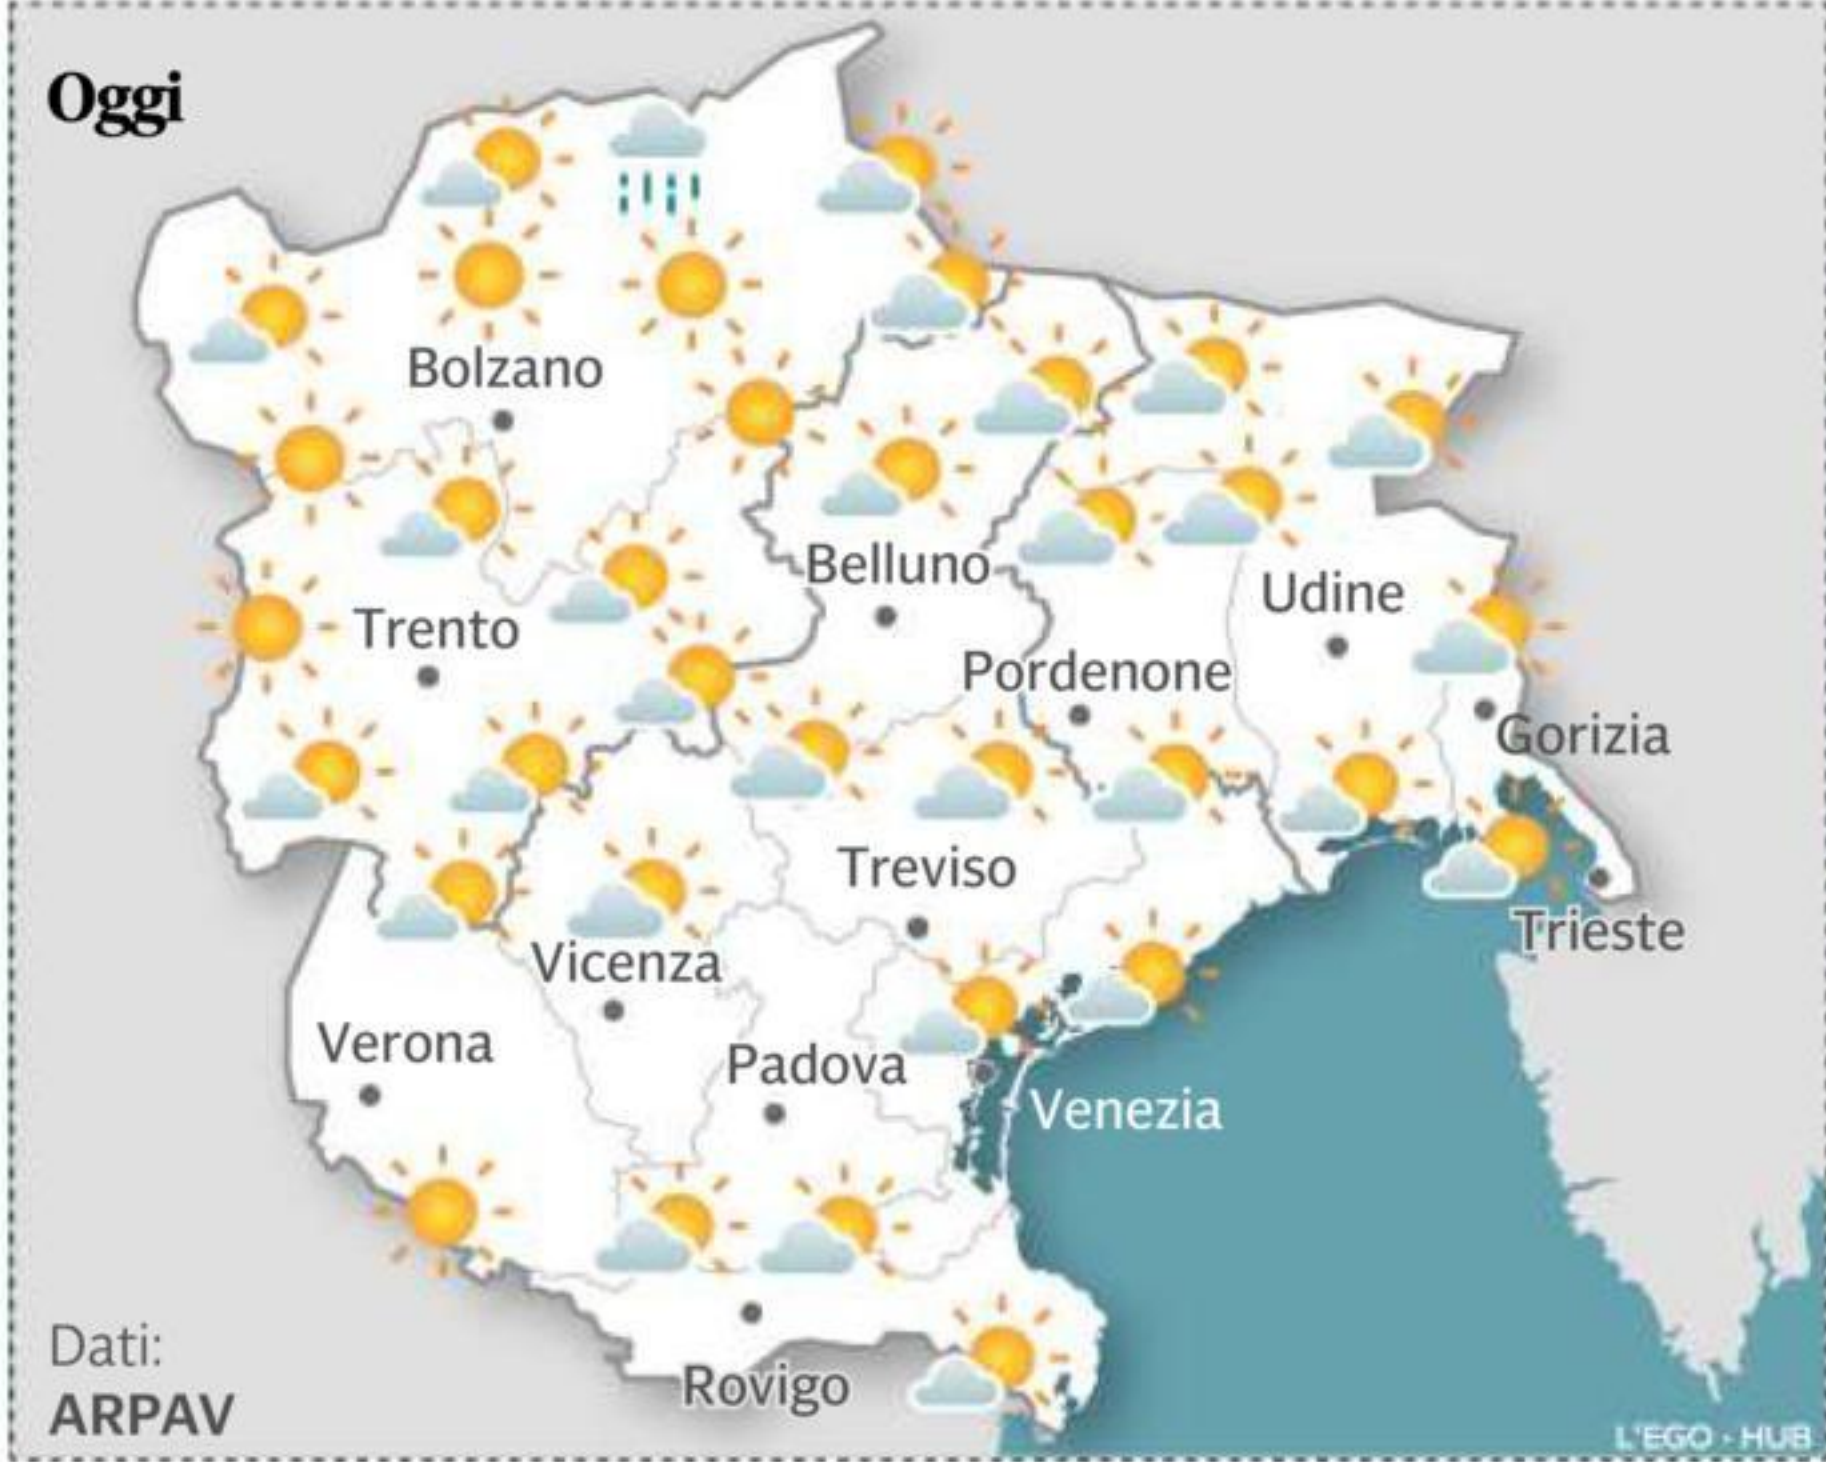 Oggi
Bolzano
Belluno
Udine
Trento
Pordenone
Gorizia
Treviso
Trieste
Vicenza
Verona
Padova
Venezia
Rovigo
Dati:
ARPAV
L'EGO - HUB